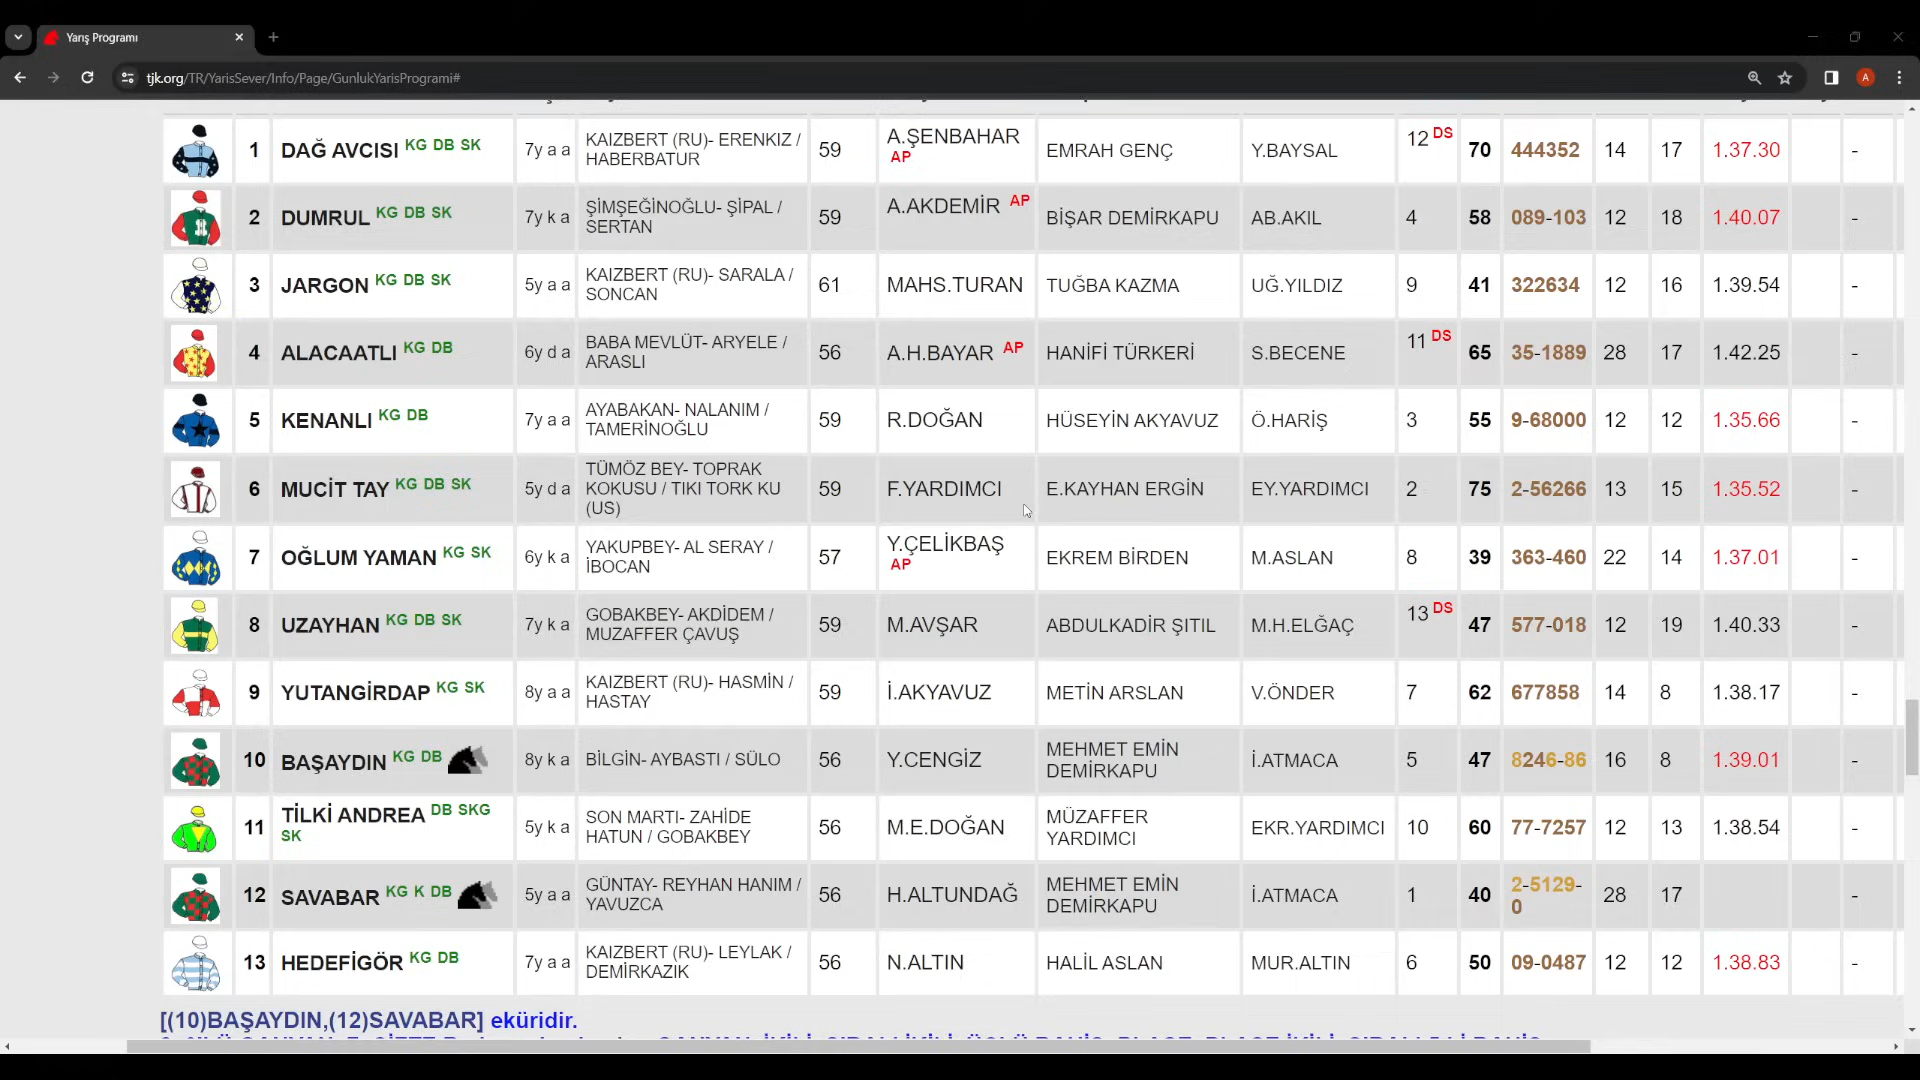 Yarış Programı
tjk.org/TR/YarisSever/Info/Page/GunlukYarisProgrami#
A
1 DAĞ AVCISI KG DB SK 7y a a KAIZBERT (RU)- ERENKIZ / HABERBATUR 59 A.ŞENBAHAR AP EMRAH GENÇ Y.BAYSAL 12 DS 70 444352 14 17 1.37.30 -
2 DUMRUL KG DB SK 7y k a ŞİMŞEĞİNOĞLU- ŞİPAL / SERTAN 59 A.AKDEMİR AP BİŞAR DEMİRKAPU AB.AKIL 4 58 089-103 12 18 1.40.07 -
3 JARGON KG DB SK 5y a a KAIZBERT (RU)- SARALA / SONCAN 61 MAHS.TURAN TUĞBA KAZMA UĞ.YILDIZ 9 41 322634 12 16 1.39.54 -
4 ALACAATLI KG DB 6y d a BABA MEVLÜT- ARYELE / ARASLI 56 A.H.BAYAR AP HANİFİ TÜRKERİ S.BECENE 11 DS 65 35-1889 28 17 1.42.25 -
5 KENANLI KG DB 7y a a AYABAKAN- NALANIM / TAMERİNOĞLU 59 R.DOĞAN HÜSEYİN AKYAVUZ Ö.HARİŞ 3 55 9-68000 12 12 1.35.66 -
6 MUCİT TAY KG DB SK 5y d a TÜMÖZ BEY- TOPRAK KOKUSU / TIKI TORK KU (US) 59 F.YARDIMCI E.KAYHAN ERGİN EY.YARDIMCI 2 75 2-56266 13 15 1.35.52 -
7 OĞLUM YAMAN KG SK 6y k a YAKUPBEY- AL SERAY / İBOCAN 57 Y.ÇELİKBAŞ AP EKREM BİRDEN M.ASLAN 8 39 363-460 22 14 1.37.01 -
8 UZAYHAN KG DB SK 7y k a GOBAKBEY- AKDİDEM / MUZAFFER ÇAVUŞ 59 M.AVŞAR ABDULKADİR ŞITIL M.H.ELĞAÇ 13 DS 47 577-018 12 19 1.40.33 -
9 YUTANGİRDAP KG SK 8y a a KAIZBERT (RU)- HASMİN / HASTAY 59 İ.AKYAVUZ METİN ARSLAN V.ÖNDER 7 62 677858 14 8 1.38.17 -
10 BAŞAYDIN KG DB 8y k a BİLGİN- AYBASTI / SÜLO 56 Y.CENGİZ MEHMET EMİN DEMİRKAPU İ.ATMACA 5 47 8246-86 16 8 1.39.01 -
11 TİLKİ ANDREA DB SKG SK 5y k a SON MARTI- ZAHİDE HATUN / GOBAKBEY 56 M.E.DOĞAN MÜZAFFER YARDIMCI EKR.YARDIMCI 10 60 77-7257 12 13 1.38.54 -
12 SAVABAR KG K DB 5y a a GÜNTAY- REYHAN HANIM / YAVUZCA 56 H.ALTUNDAĞ MEHMET EMİN DEMİRKAPU İ.ATMACA 1 40 2-5129-0 28 17 -
13 HEDEFİGÖR KG DB 7y a a KAIZBERT (RU)- LEYLAK / DEMİRKAZIK 56 N.ALTIN HALİL ASLAN MUR.ALTIN 6 50 09-0487 12 12 1.38.83 -
[(10)BAŞAYDIN,(12)SAVABAR] eküridir.